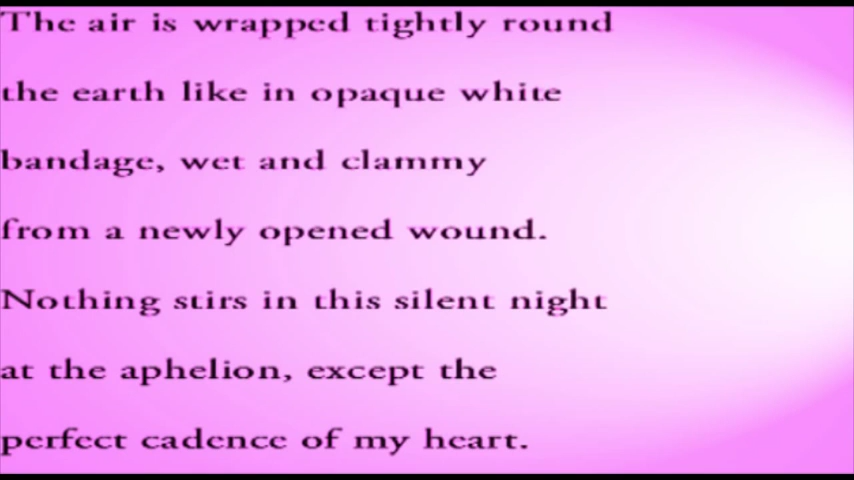 The air is wrapped tightly round
the earth like in opaque white
bandage, wet and clammy
from a newly opened wound.
Nothing stirs in this silent night
at the aphelion, except the
perfect cadence of my heart.